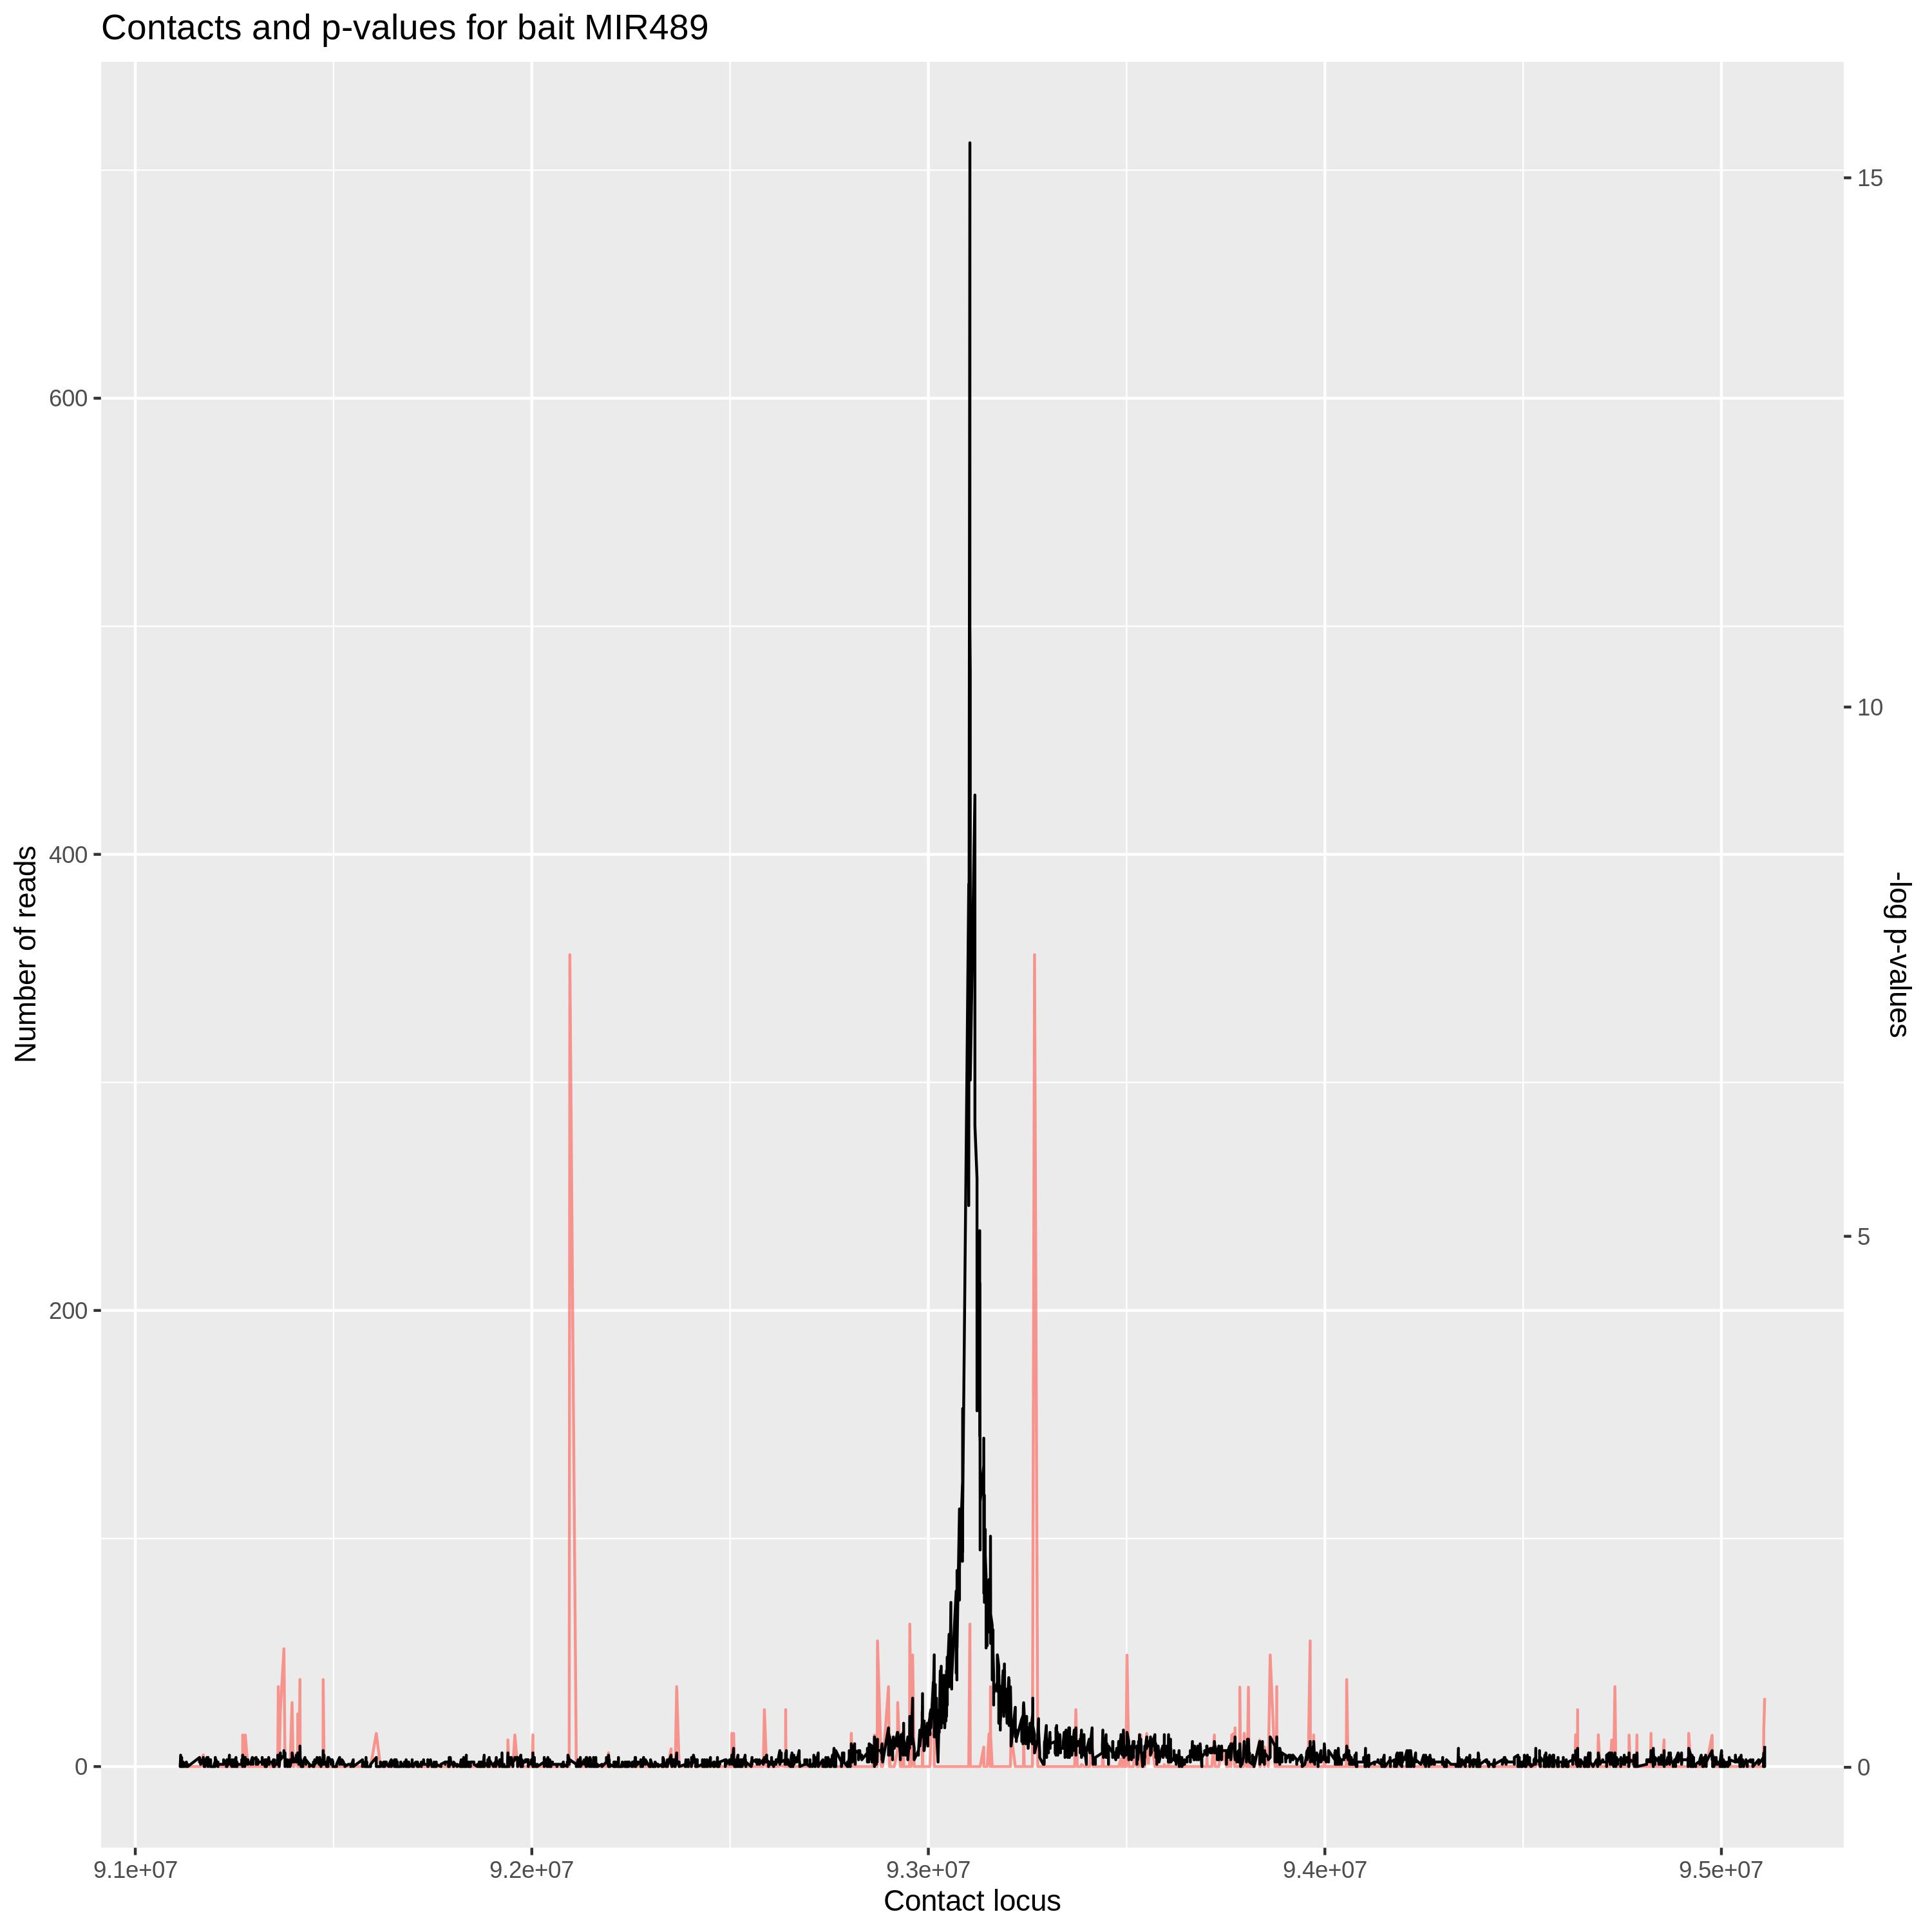 Contacts and p-values for bait MIR489
600
400
200
0
Number of reads
15
10
5
0
-log p-values
9.1e+07
9.2e+07
9.3e+07
9.4e+07
9.5e+07
Contact locus